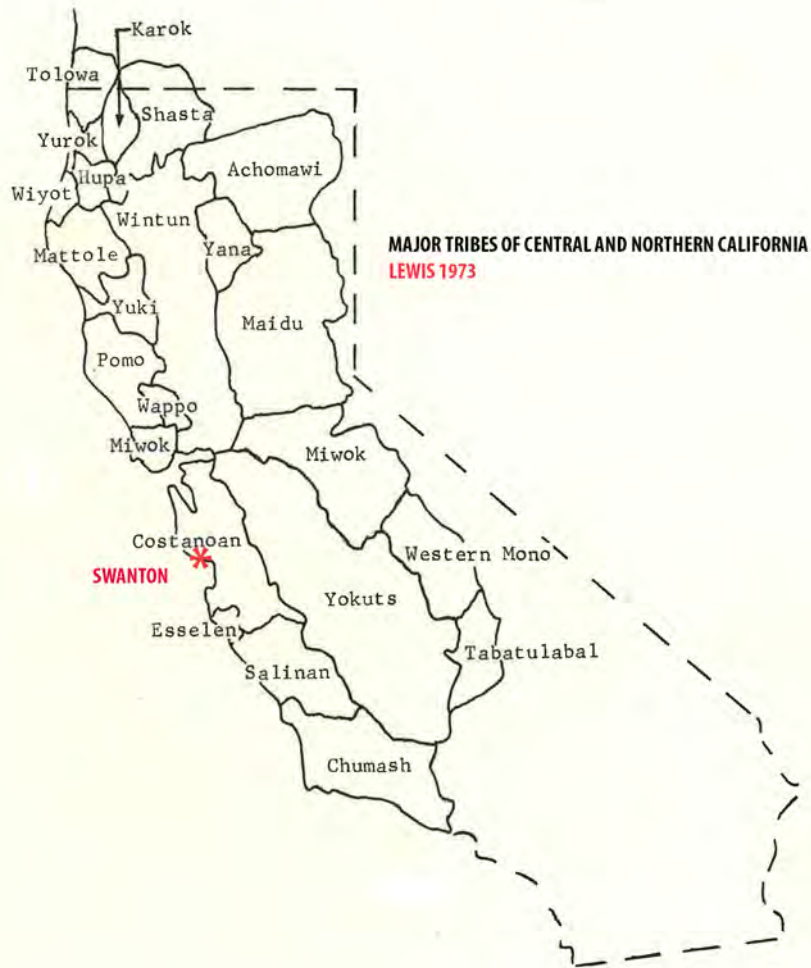 Karok
Tolowa
Shasta
Yurok
Hupa
Achomawi
Wiyot
Wintun
Yana
Mattole
MAJOR TRIBES OF CENTRAL AND NORTHERN CALIFORNIA
LEWIS 1973
Yuki
Maidu
Pomo
Wappo
Miwok
Miwok
Costanoan
*
Western Mono
SWANTON
Yokuts
Esselen
Tabatulabal
Salinan
Chumash